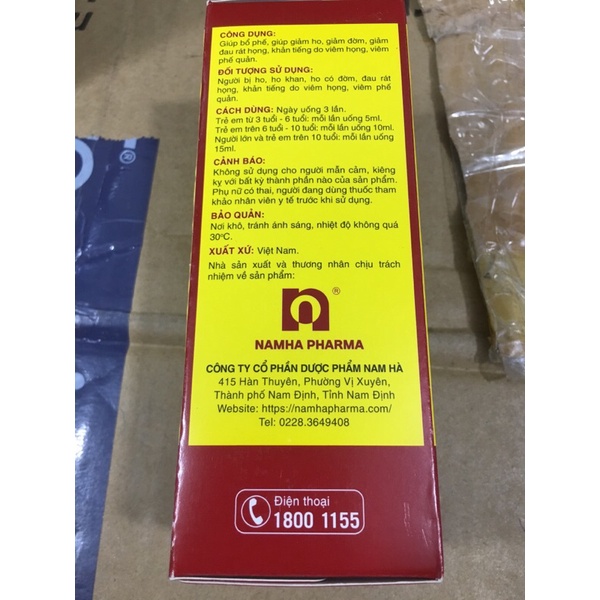 CÔNG DỤNG:
Giúp bổ phế, giúp giảm ho, giảm đờm, giảm
đau rát họng, khản tiếng do viêm họng, viêm
phế quản.
ĐỐI TƯỢNG SỬ DỤNG:
Người bị ho, ho khan, ho có đờm, đau rát
họng, khản tiếng do viêm họng, viêm phế
quản.
CÁCH DÙNG: Ngày uống 3 lần.
Trẻ em từ 3 tuổi - 6 tuổi: mỗi lần uống 5ml.
Trẻ em trên 6 tuổi - 10 tuổi: mỗi lần uống 10ml.
Người lớn và trẻ em trên 10 tuổi: mỗi lần uống
15ml.
CẢNH BÁO:
Không sử dụng cho người mẫn cảm, kiêng
kỵ với bất kỳ thành phần nào của sản phẩm.
Phụ nữ có thai, người đang dùng thuốc tham
khảo nhân viên y tế trước khi sử dụng.
BẢO QUẢN:
Nơi khô, tránh ánh sáng, nhiệt độ không quá
30°C.
XUẤT XỨ: Việt Nam.
Nhà sản xuất và thương nhân chịu trách
nhiệm về sản phẩm:
®
NAMHA PHARMA
CÔNG TY CỔ PHẦN DƯỢC PHẨM NAM HÀ
415 Hàn Thuyên, Phường Vị Xuyên,
Thành phố Nam Định, Tỉnh Nam Định
Website: https://namhapharma.com/
Tel: 0228.3649408
Điện thoại
1800 1155